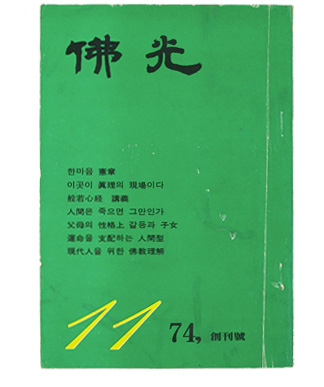 佛光
한마음 憲章
이곳이 眞理의 現場이다
般若心経 講義
人間은 죽으면 그만인가
父母의 性格上 갈등과 子女
運命을 支配하는 人間型
現代人을 위한 佛敎理解
11
74, 創刊號